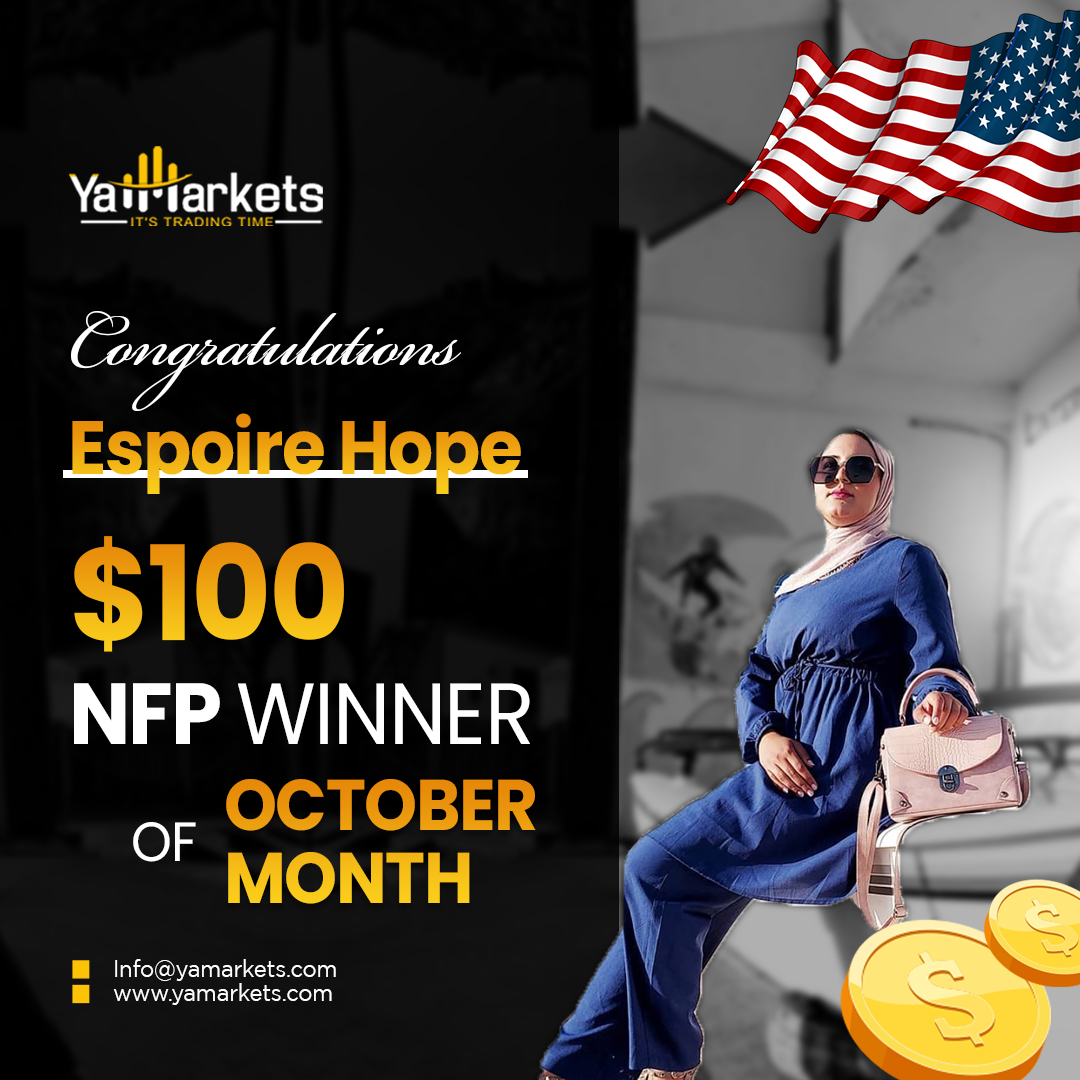 YaMarkets
IT'S TRADING TIME
Congratulations
Espoire Hope
$100
NFP WINNER
OF OCTOBER
MONTH
Info@yamarkets.com
www.yamarkets.com